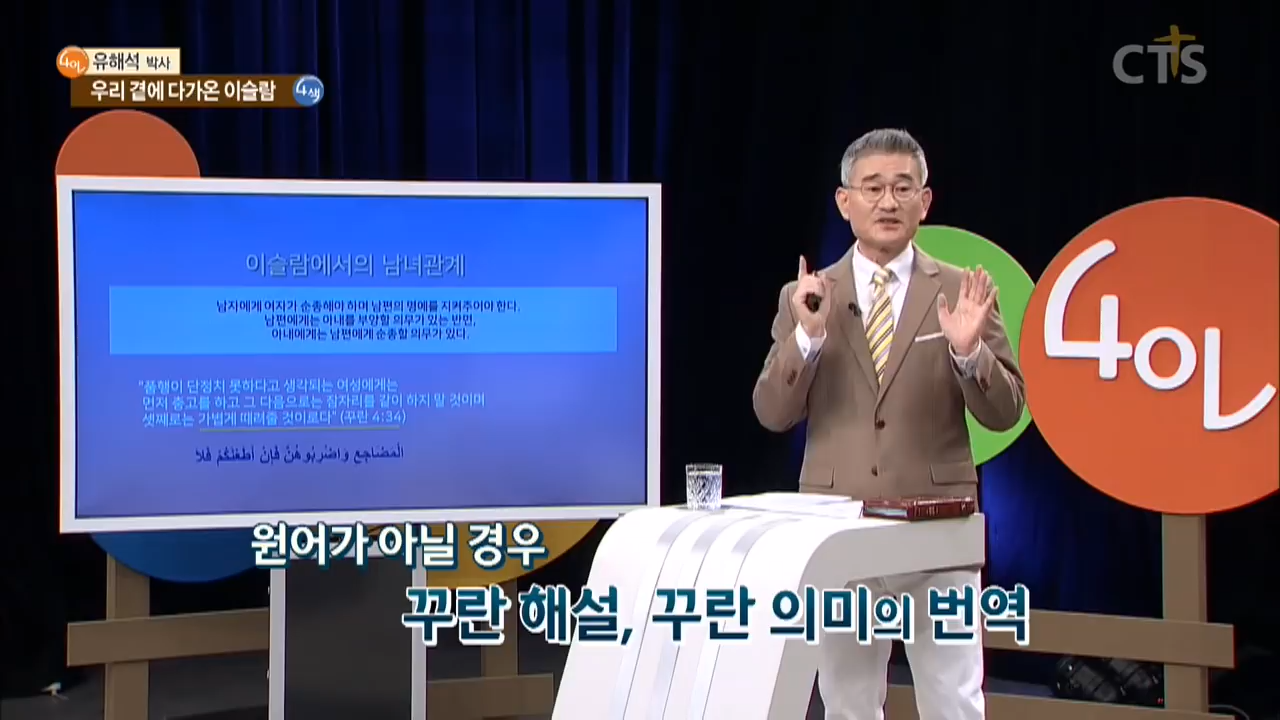 4인 유해석 박사
우리 곁에 다가온 이슬람 4색
CTS
이슬람에서의 남녀관계
남자에게 여자가 순종해야 하며 남편의 명예를 지켜주어야 한다.
남편에게는 아내를 부양할 의무가 있는 반면,
아내에게는 남편에게 순종할 의무가 있다.
"품행이 단정치 못하다고 생각되는 여성에게는
먼저 충고를 하고 그 다음으로는 잠자리를 같이 하지 말 것이며
셋째로는 가볍게 때려줄 것이로다" (꾸란 4:34)
الْمَضَاجِعِ وَاضْرِبُوهُنَّ فَإِنْ أَطَعْنَكُمْ فَلَا
4인
원어가 아닐 경우
꾸란 해설, 꾸란 의미의 번역